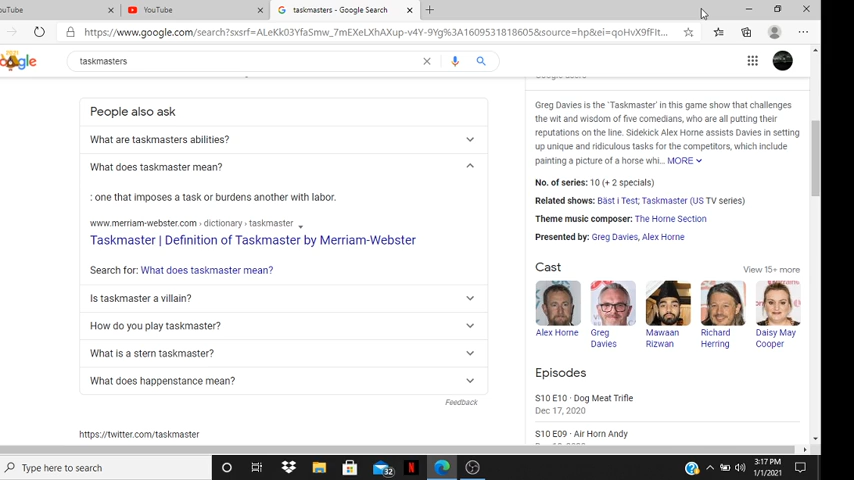 ouTube
YouTube
taskmasters - Google Search
https://www.google.com/search?sxsrf=ALeKk03YfaSmw_7mEXeLXhAXup-v4Y-9Yg%3A1609531818605&source=hp&ei=qoHvX9fFIt...
2021
gle
taskmasters
People also ask
What are taskmasters abilities?
What does taskmaster mean?
: one that imposes a task or burdens another with labor.
www.merriam-webster.com › dictionary › taskmaster
Taskmaster | Definition of Taskmaster by Merriam-Webster
Search for: What does taskmaster mean?
Is taskmaster a villain?
How do you play taskmaster?
What is a stern taskmaster?
What does happenstance mean?
Feedback
https://twitter.com/taskmaster
Greg Davies is the 'Taskmaster' in this game show that challenges
the wit and wisdom of five comedians, who are all putting their
reputations on the line. Sidekick Alex Horne assists Davies in setting
up unique and ridiculous tasks for the competitors, which include
painting a picture of a horse whi... MORE
No. of series: 10 (+ 2 specials)
Related shows: Bäst i Test; Taskmaster (US TV series)
Theme music composer: The Horne Section
Presented by: Greg Davies, Alex Horne
Cast
View 15+ more
Alex Horne
Greg Davies
Mawaan Rizwan
Richard Herring
Daisy May Cooper
Episodes
S10 E10 · Dog Meat Trifle
Dec 17, 2020
S10 E09 · Air Horn Andy
Type here to search
32
N
3:17 PM
1/1/2021